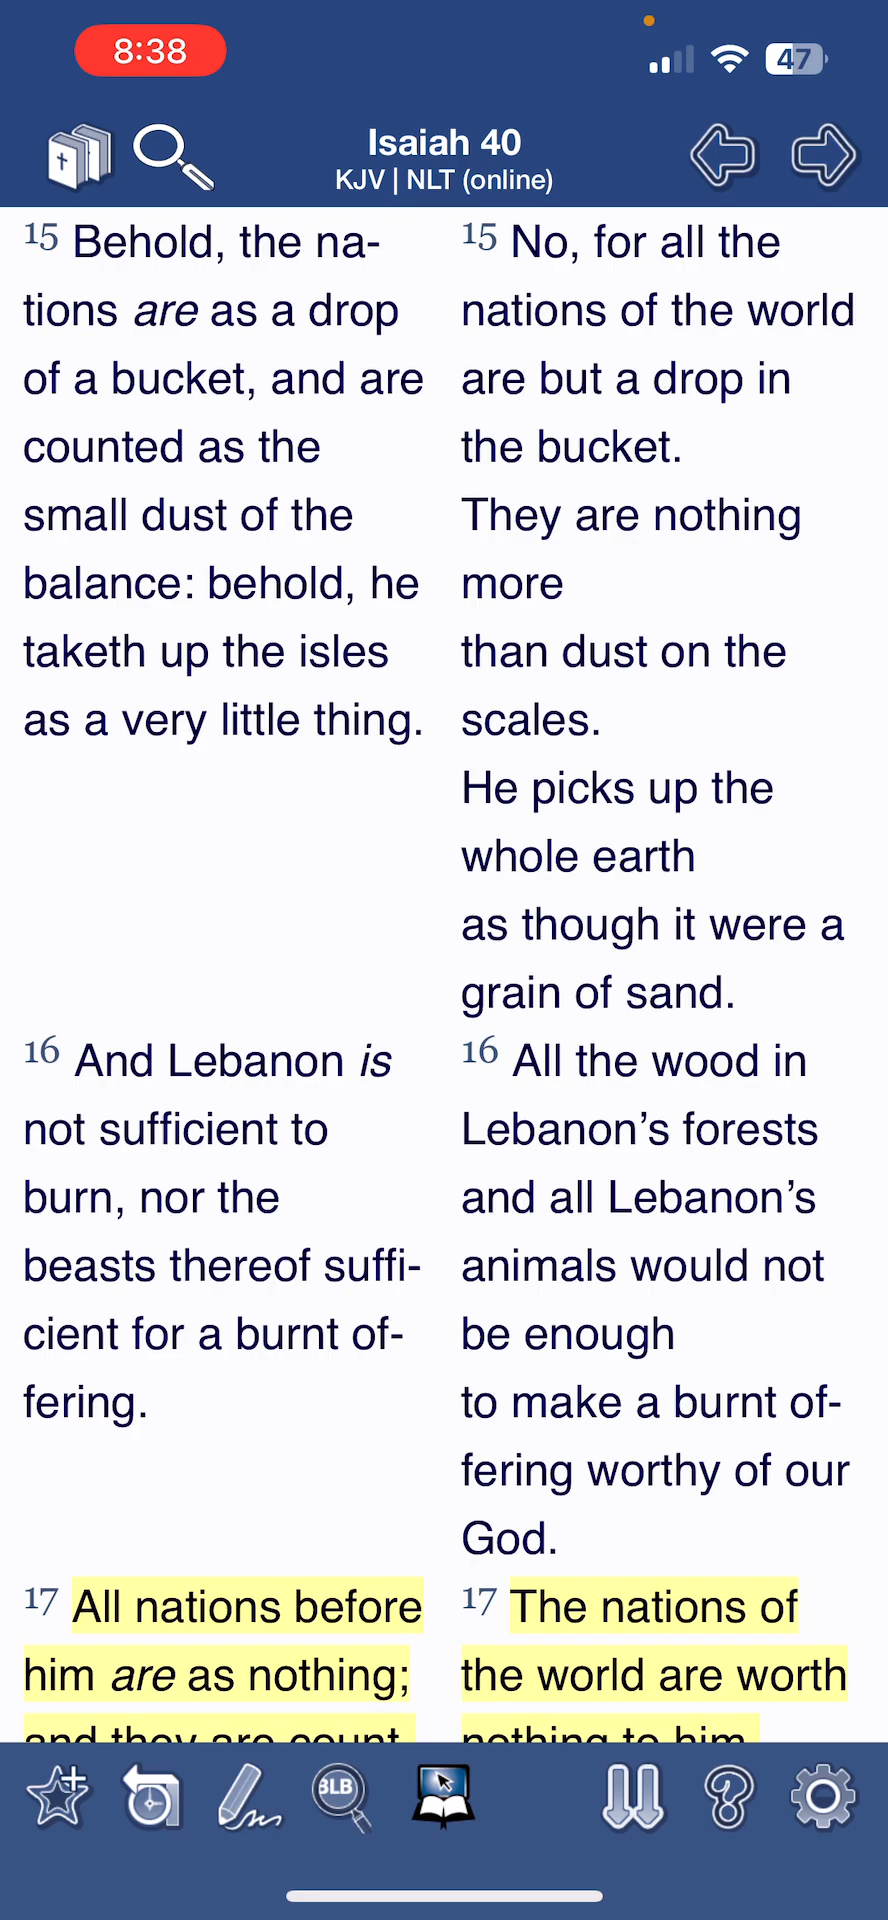 8:38
47
Isaiah 40
KJV | NLT (online)
15 Behold, the na-
tions are as a drop
of a bucket, and are
counted as the
small dust of the
balance: behold, he
taketh up the isles
as a very little thing.
16 And Lebanon is
not sufficient to
burn, nor the
beasts thereof suffi-
cient for a burnt of-
fering.
17 All nations before
him are as nothing;
and they are count
15 No, for all the
nations of the world
are but a drop in
the bucket.
They are nothing
more
than dust on the
scales.
He picks up the
whole earth
as though it were a
grain of sand.
16 All the wood in
Lebanon’s forests
and all Lebanon’s
animals would not
be enough
to make a burnt of-
fering worthy of our
God.
17 The nations of
the world are worth
nothing to him.
BLB